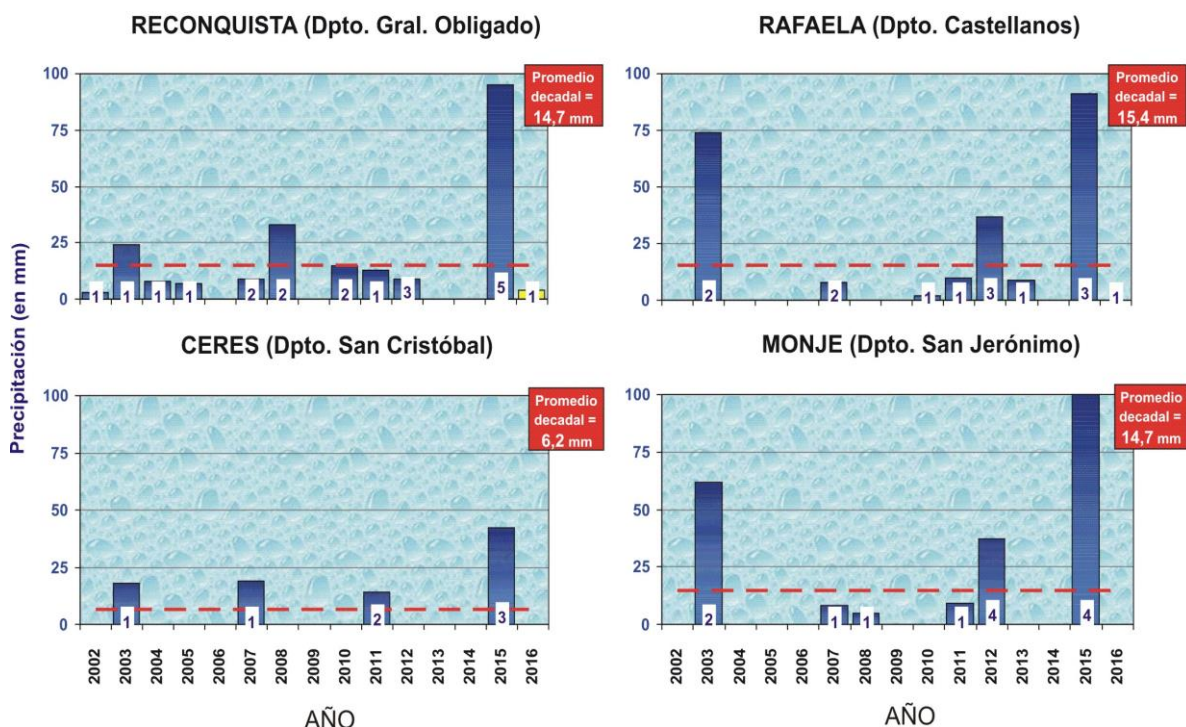 RECONQUISTA (Dpto. Gral. Obligado)
100
75
50
25
0
Promedio
decadal =
14,7 mm
1 1 1 1 2 2 2 1 3 5 1
RAFAELA (Dpto. Castellanos)
100
75
50
25
0
Promedio
decadal =
15,4 mm
2 2 1 1 3 1 3 1
Precipitación (en mm)
CERES (Dpto. San Cristóbal)
100
75
50
25
0
Promedio
decadal =
6,2 mm
1 1 2 3
2002 2003 2004 2005 2006 2007 2008 2009 2010 2011 2012 2013 2014 2015 2016
AÑO
MONJE (Dpto. San Jerónimo)
100
75
50
25
0
Promedio
decadal =
14,7 mm
2 1 1 1 4 4
2002 2003 2004 2005 2006 2007 2008 2009 2010 2011 2012 2013 2014 2015 2016
AÑO